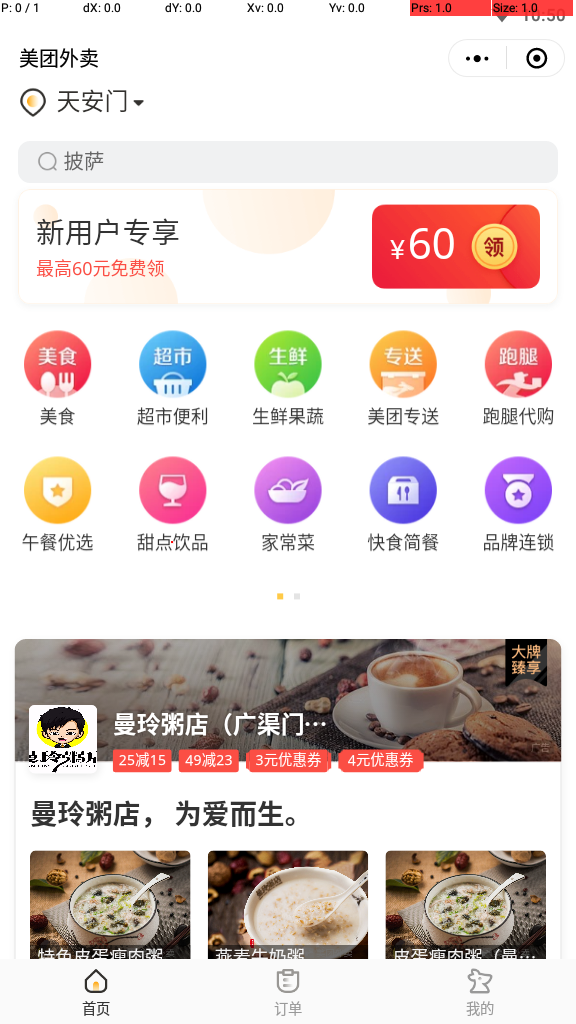 P: 0 / 1 dX: 0.0 dY: 0.0 Xv: 0.0 Yv: 0.0 Prs: 1.0 Size: 1.0
10:50
美团外卖
天安门
披萨
新用户专享
最高60元免费领
¥60 领
美食 超市 生鲜 专送 跑腿
美食 超市便利 生鲜果蔬 美团专送 跑腿代购
午餐优选 甜点饮品 家常菜 快食简餐 品牌连锁
大牌
臻享
曼玲粥店（广渠门…
广告
25减15 49减23 3元优惠券 4元优惠券
曼玲粥店， 为爱而生。
特色皮蛋瘦肉粥 燕麦牛奶粥 皮蛋瘦肉粥（曼…
首页 订单 我的